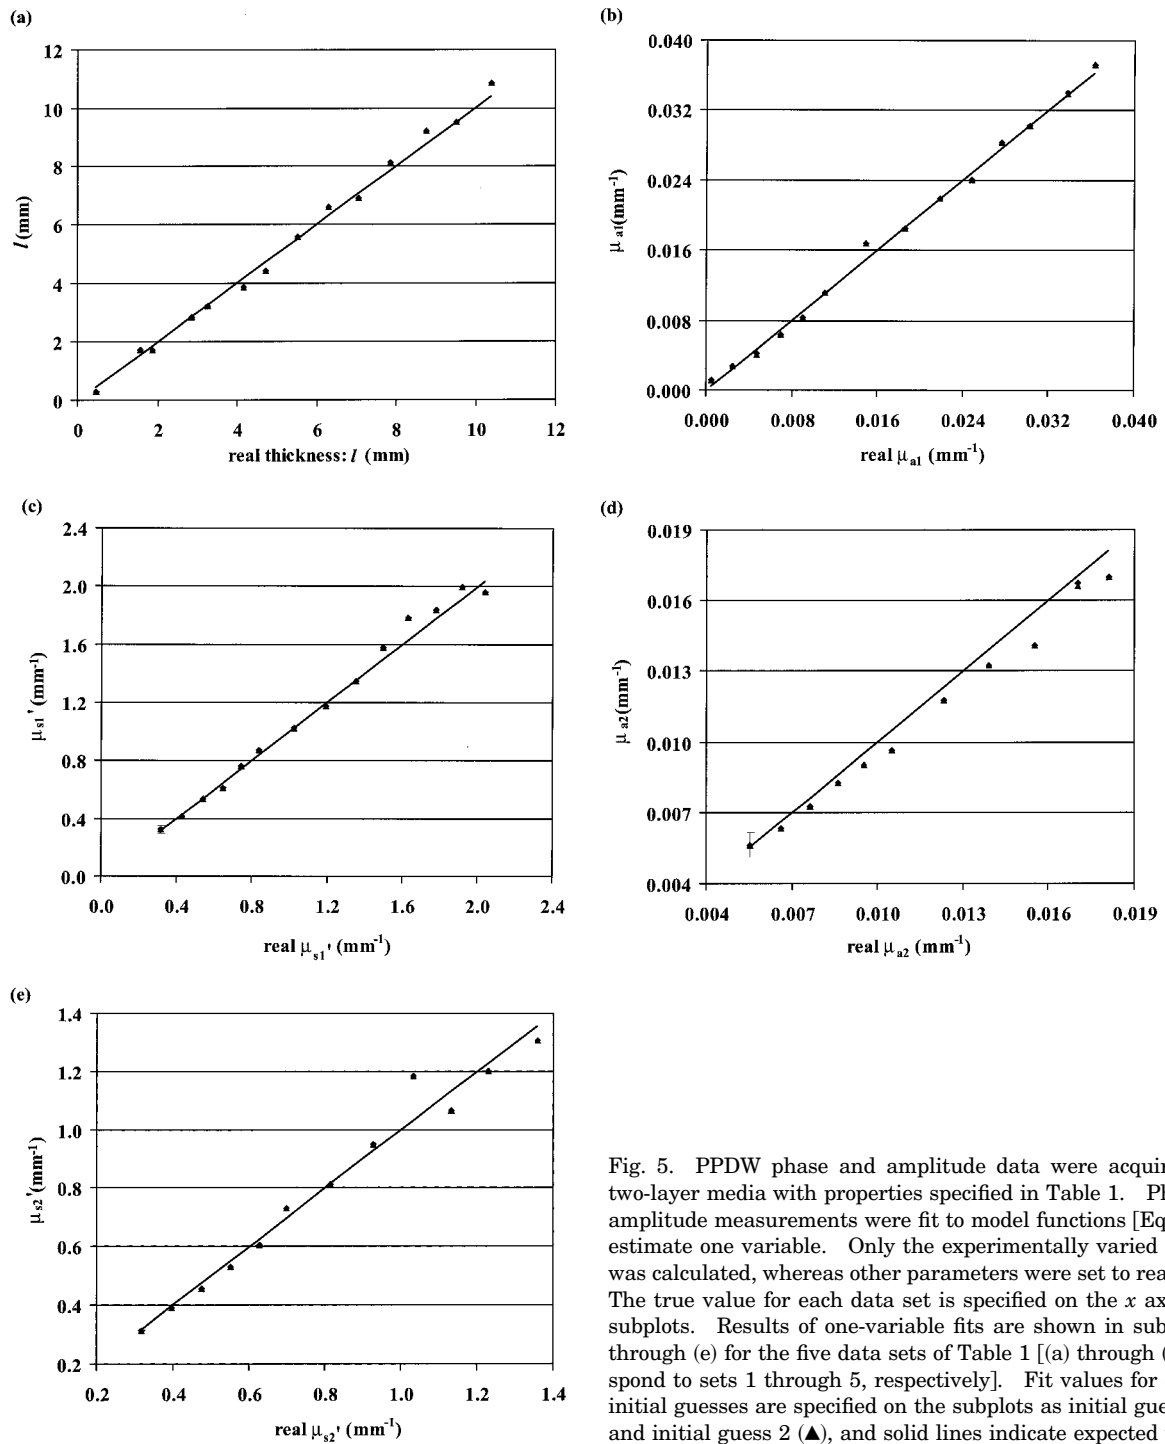 (a)
12
10
8
6
4
2
0
l (mm)
0 2 4 6 8 10 12
real thickness: l (mm)
(b)
0.040
0.032
0.024
0.016
0.008
0.000
μa1(mm-1)
0.000 0.008 0.016 0.024 0.032 0.040
real μa1 (mm-1)
(c)
2.4
2.0
1.6
1.2
0.8
0.4
0.0
μs1' (mm-1)
0.0 0.4 0.8 1.2 1.6 2.0 2.4
real μs1' (mm-1)
(d)
0.019
0.016
0.013
0.010
0.007
0.004
μa2(mm-1)
0.004 0.007 0.010 0.013 0.016 0.019
real μa2 (mm-1)
(e)
1.4
1.2
1.0
0.8
0.6
0.4
0.2
μs2'(mm-1)
0.2 0.4 0.6 0.8 1.0 1.2 1.4
real μs2' (mm-1)
Fig. 5. PPDW phase and amplitude data were acqui
two-layer media with properties specified in Table 1. Ph
amplitude measurements were fit to model functions [Eq
estimate one variable. Only the experimentally varied
was calculated, whereas other parameters were set to rea
The true value for each data set is specified on the x ax
subplots. Results of one-variable fits are shown in sub
through (e) for the five data sets of Table 1 [(a) through (
spond to sets 1 through 5, respectively]. Fit values for
initial guesses are specified on the subplots as initial gue
and initial guess 2 (▲), and solid lines indicate expected